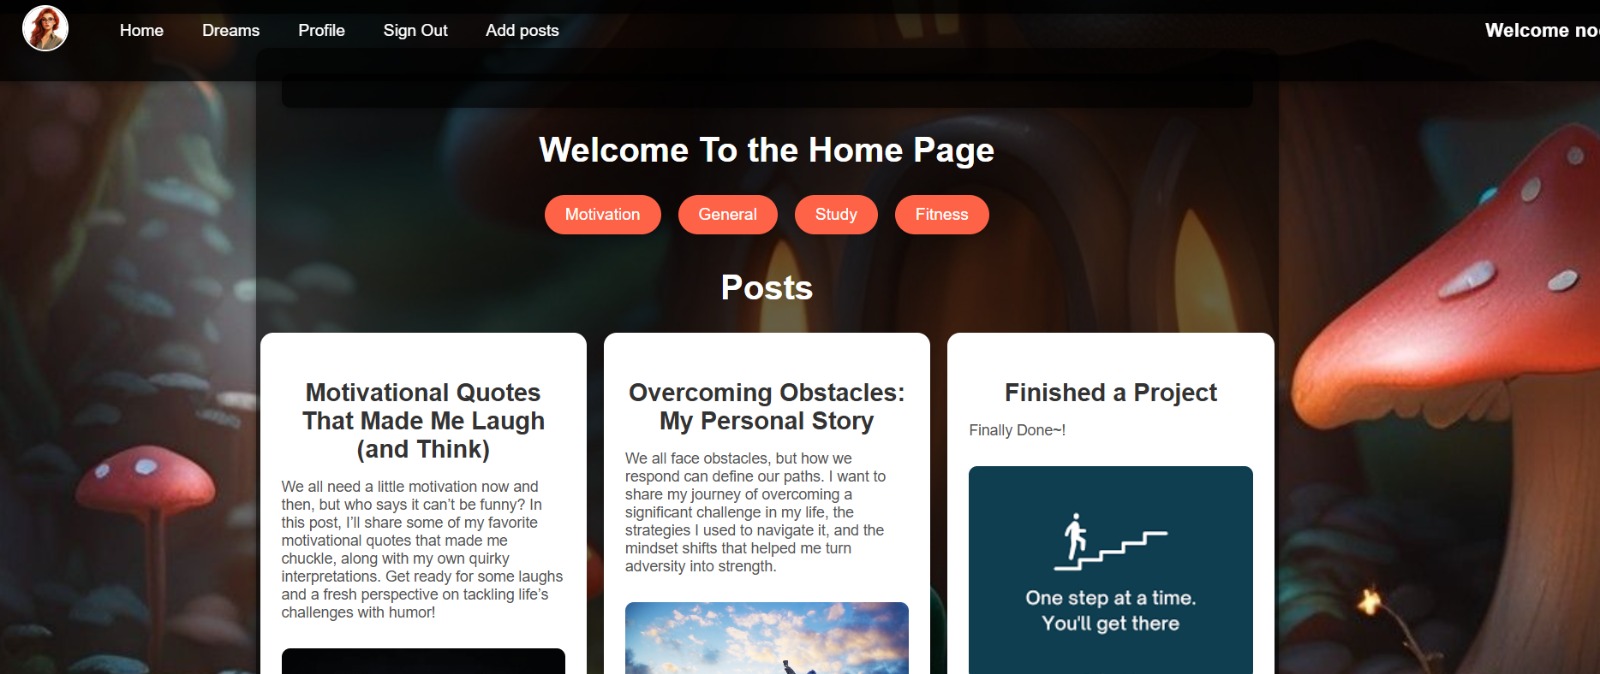 Home Dreams Profile Sign Out Add posts Welcome
Welcome To the Home Page
Motivation General Study Fitness
Posts
Motivational Quotes
That Made Me Laugh
(and Think)
We all need a little motivation now and
then, but who says it can’t be funny? In
this post, I’ll share some of my favorite
motivational quotes that made me
chuckle, along with my own quirky
interpretations. Get ready for some laughs
and a fresh perspective on tackling life’s
challenges with humor!
Overcoming Obstacles:
My Personal Story
We all face obstacles, but how we
respond can define our paths. I want to
share my journey of overcoming a
significant challenge in my life, the
strategies I used to navigate it, and the
mindset shifts that helped me turn
adversity into strength.
Finished a Project
Finally Done~!
One step at a time.
You'll get there